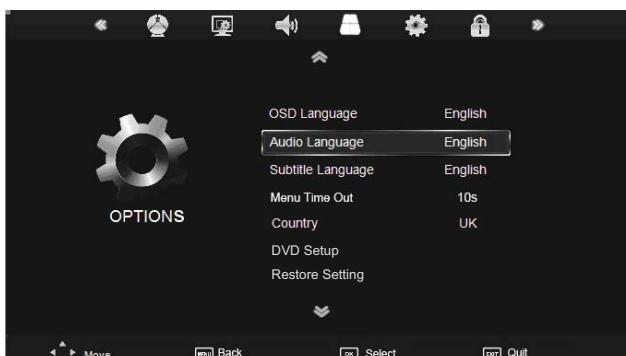 OSD Language English
Audio Language English
Subtitle Language English
Menu Time Out 10s
Country UK
DVD Setup
Restore Setting
OPTIONS
Move MENU Back OK Select EXIT Quit